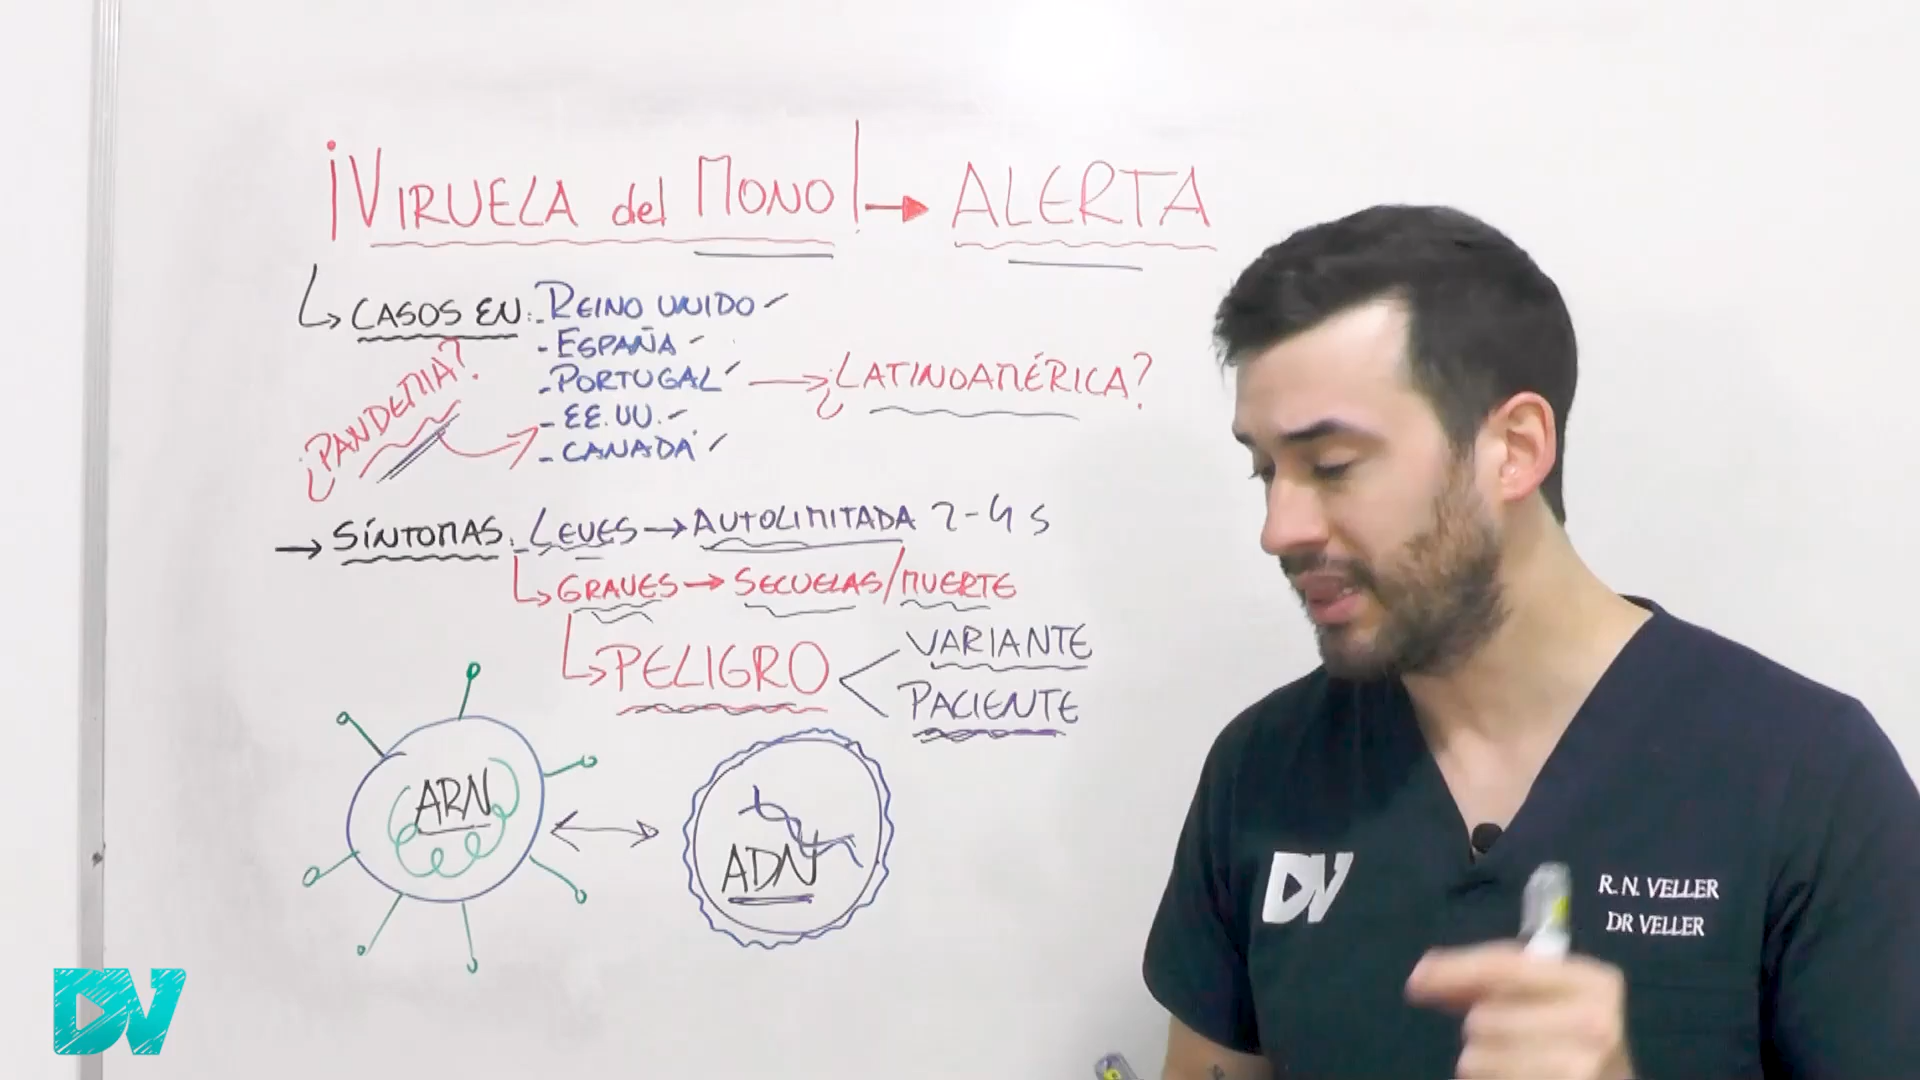 ¡VIRUELA del MONO! → ALERTA
↳ CASOS EN: - REINO UNIDO
- ESPAÑA
- PORTUGAL → ¿LATINOAMÉRICA?
- EE.UU.
- CANADÁ
¿PANDEMIA?
→ SÍNTOMAS: - LEVES → AUTOLIMITADA 2-4 S
↳ GRAVES → SECUELAS/MUERTE
↳ PELIGRO
VARIANTE
PACIENTE
ARN
ADN
DV
R. N. VELLER
DR VELLER
DV